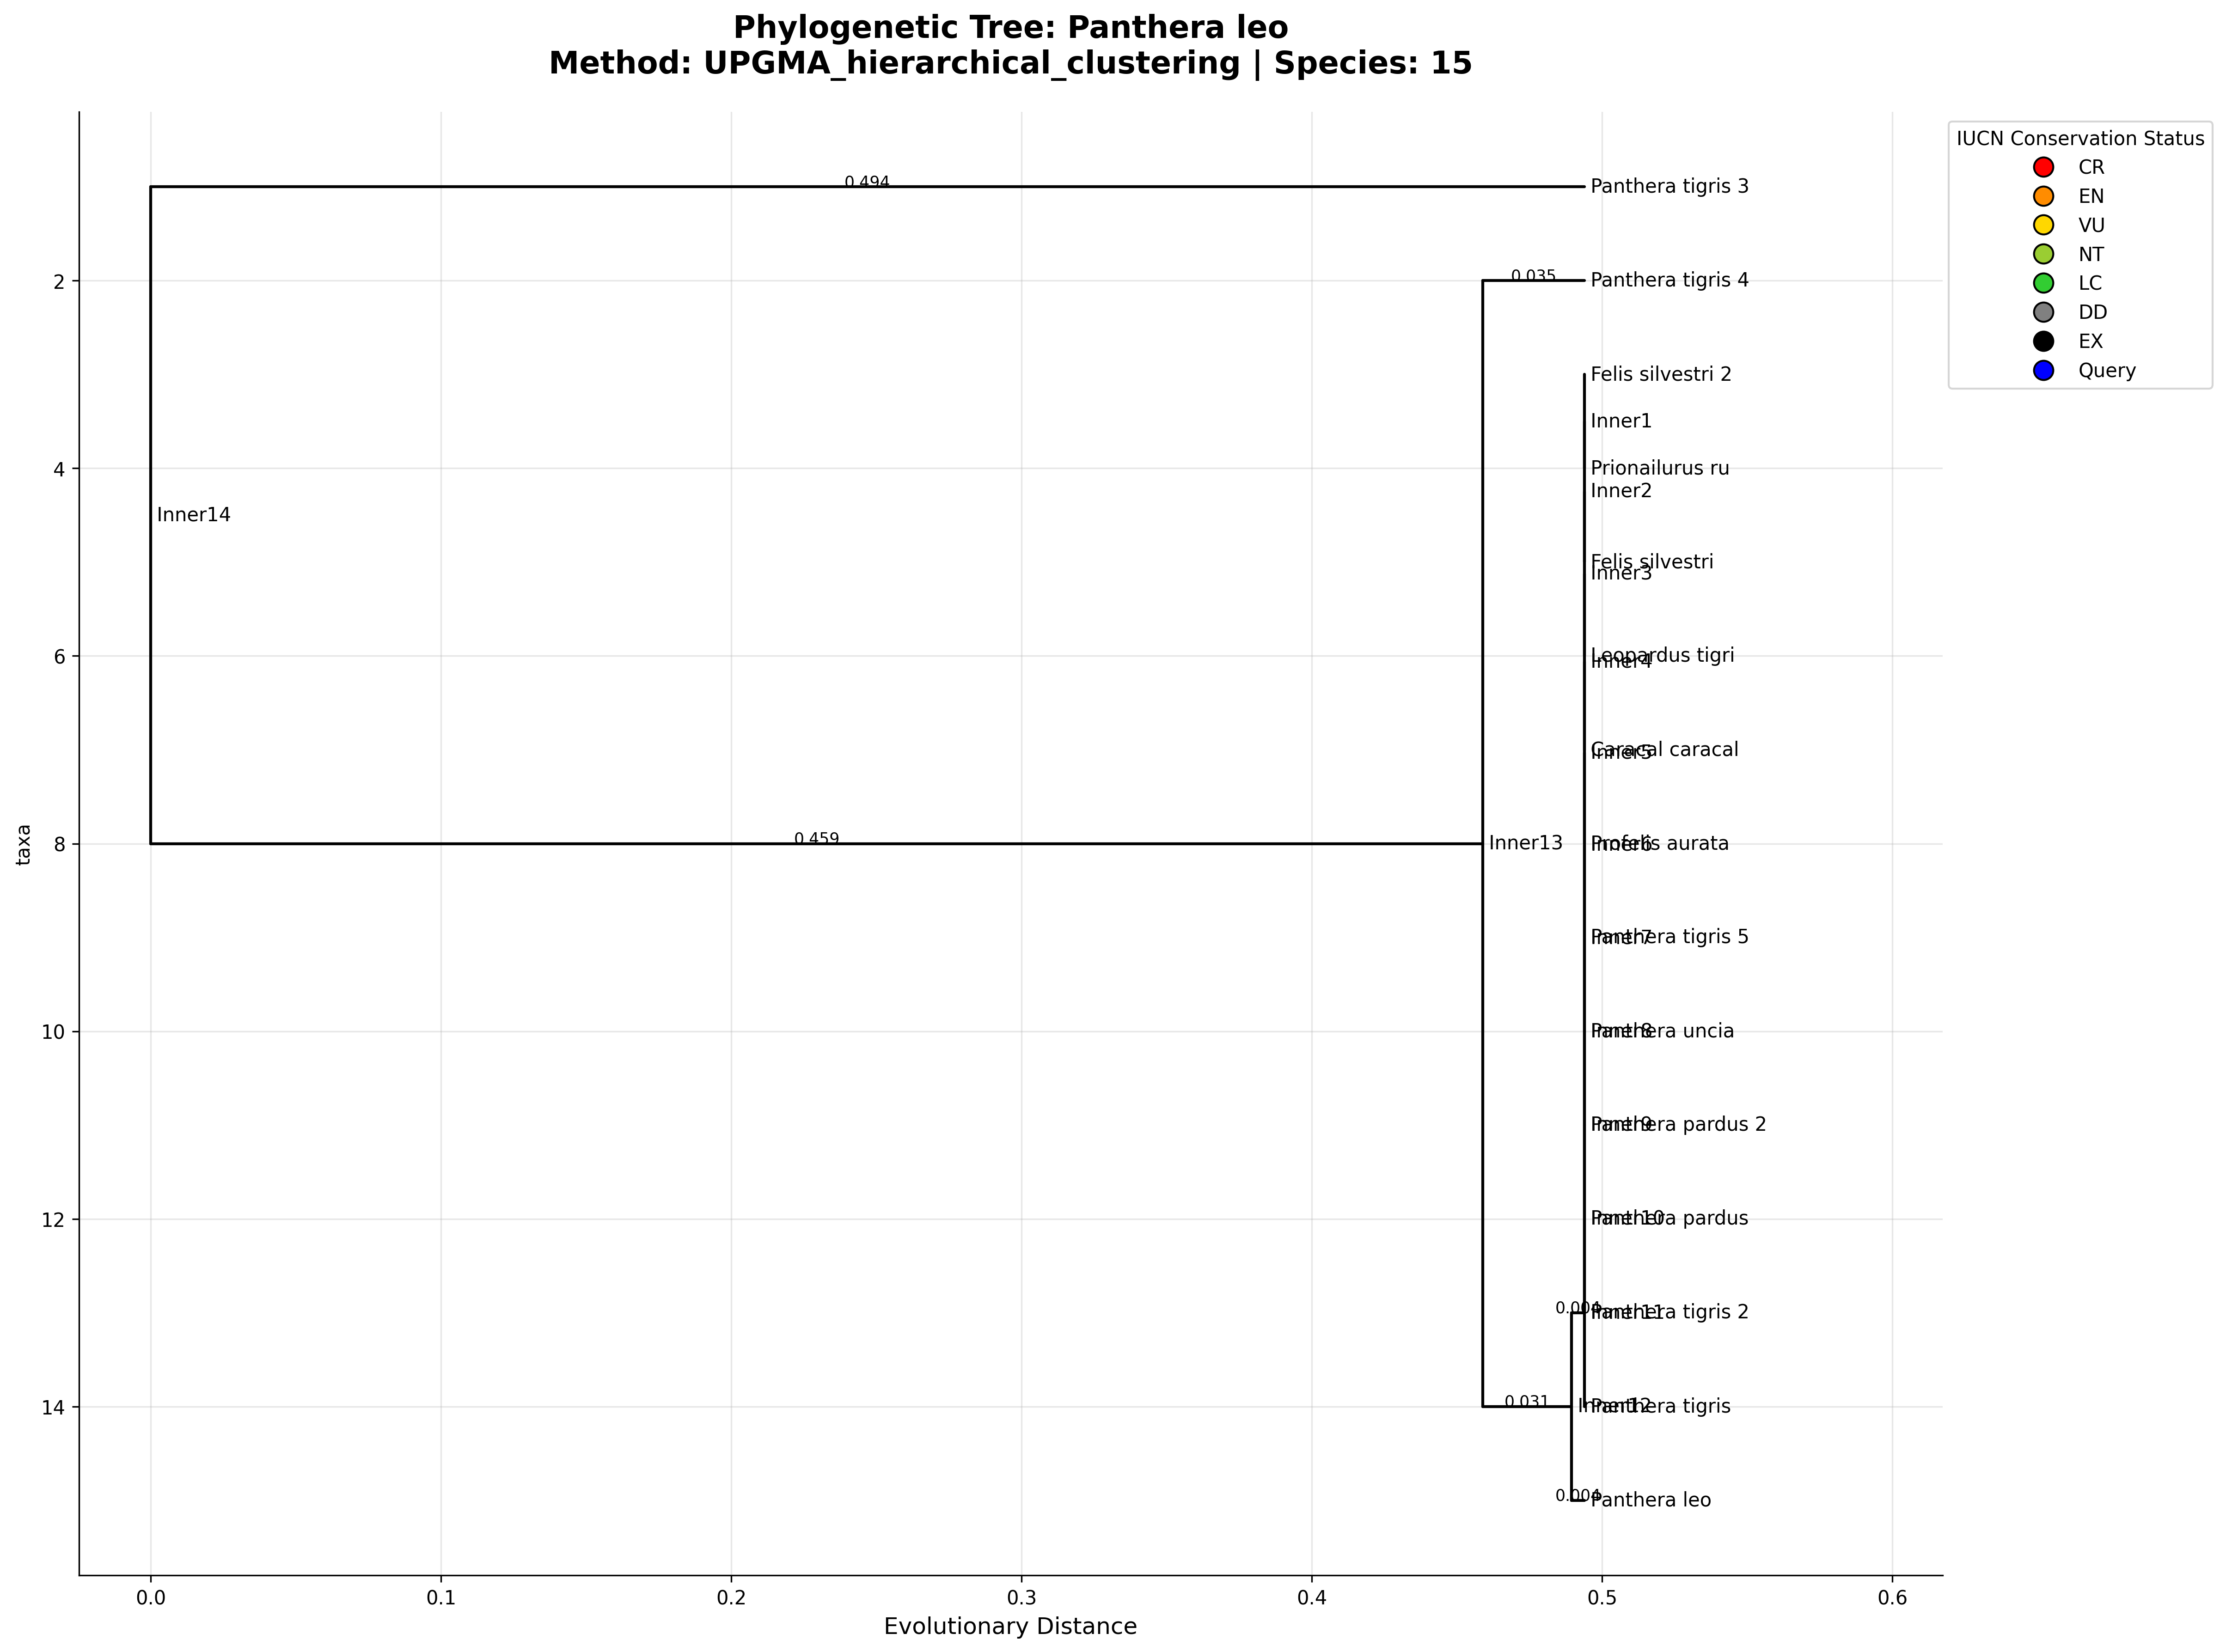 Phylogenetic Tree: Panthera leo
Method: UPGMA_hierarchical_clustering | Species: 15
IUCN Conservation Status
CR
EN
VU
NT
LC
DD
EX
Query
0.494
Panthera tigris 3
2
0.035
Panthera tigris 4
Felis silvestri 2
Inner1
4
Prionailurus ru
Inner2
Inner14
Felis silvestri
Inner3
6
Leopardus tigri
Inner4
Caracal caracal
Inner5
taxa
8
0.459
Inner13
Profelis aurata
Inner6
Panthera tigris 5
Inner7
10
Panthera uncia
Inner8
Panthera pardus 2
Inner9
12
Panthera pardus
Inner10
0.004
Panthera tigris 2
Inner11
14
0.031
Inner12
Panthera tigris
0.004
Panthera leo
0.0
0.1
0.2
0.3
0.4
0.5
0.6
Evolutionary Distance